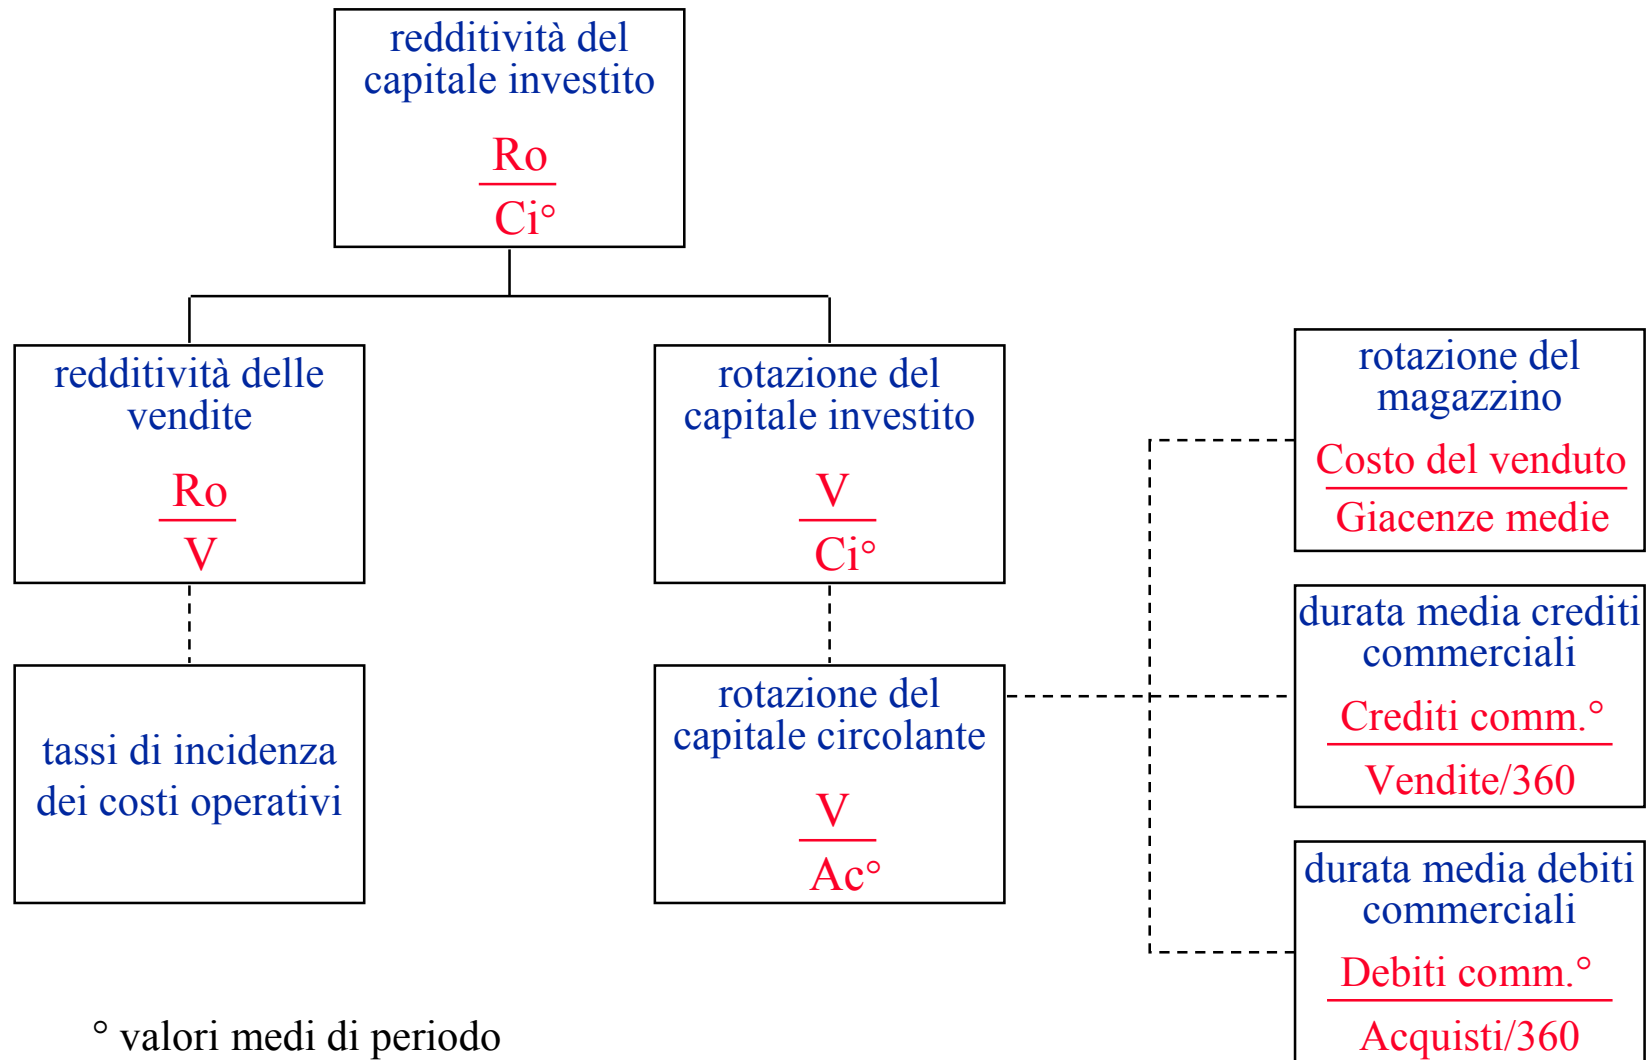 redditività del
capitale investito
Ro
Ci°
redditività delle
vendite
Ro
V
rotazione del
capitale investito
V
Ci°
tassi di incidenza
dei costi operativi
rotazione del
capitale circolante
V
Ac°
rotazione del
magazzino
Costo del venduto
Giacenze medie
durata media crediti
commerciali
Crediti comm.°
Vendite/360
durata media debiti
commerciali
Debiti comm.°
Acquisti/360
° valori medi di periodo